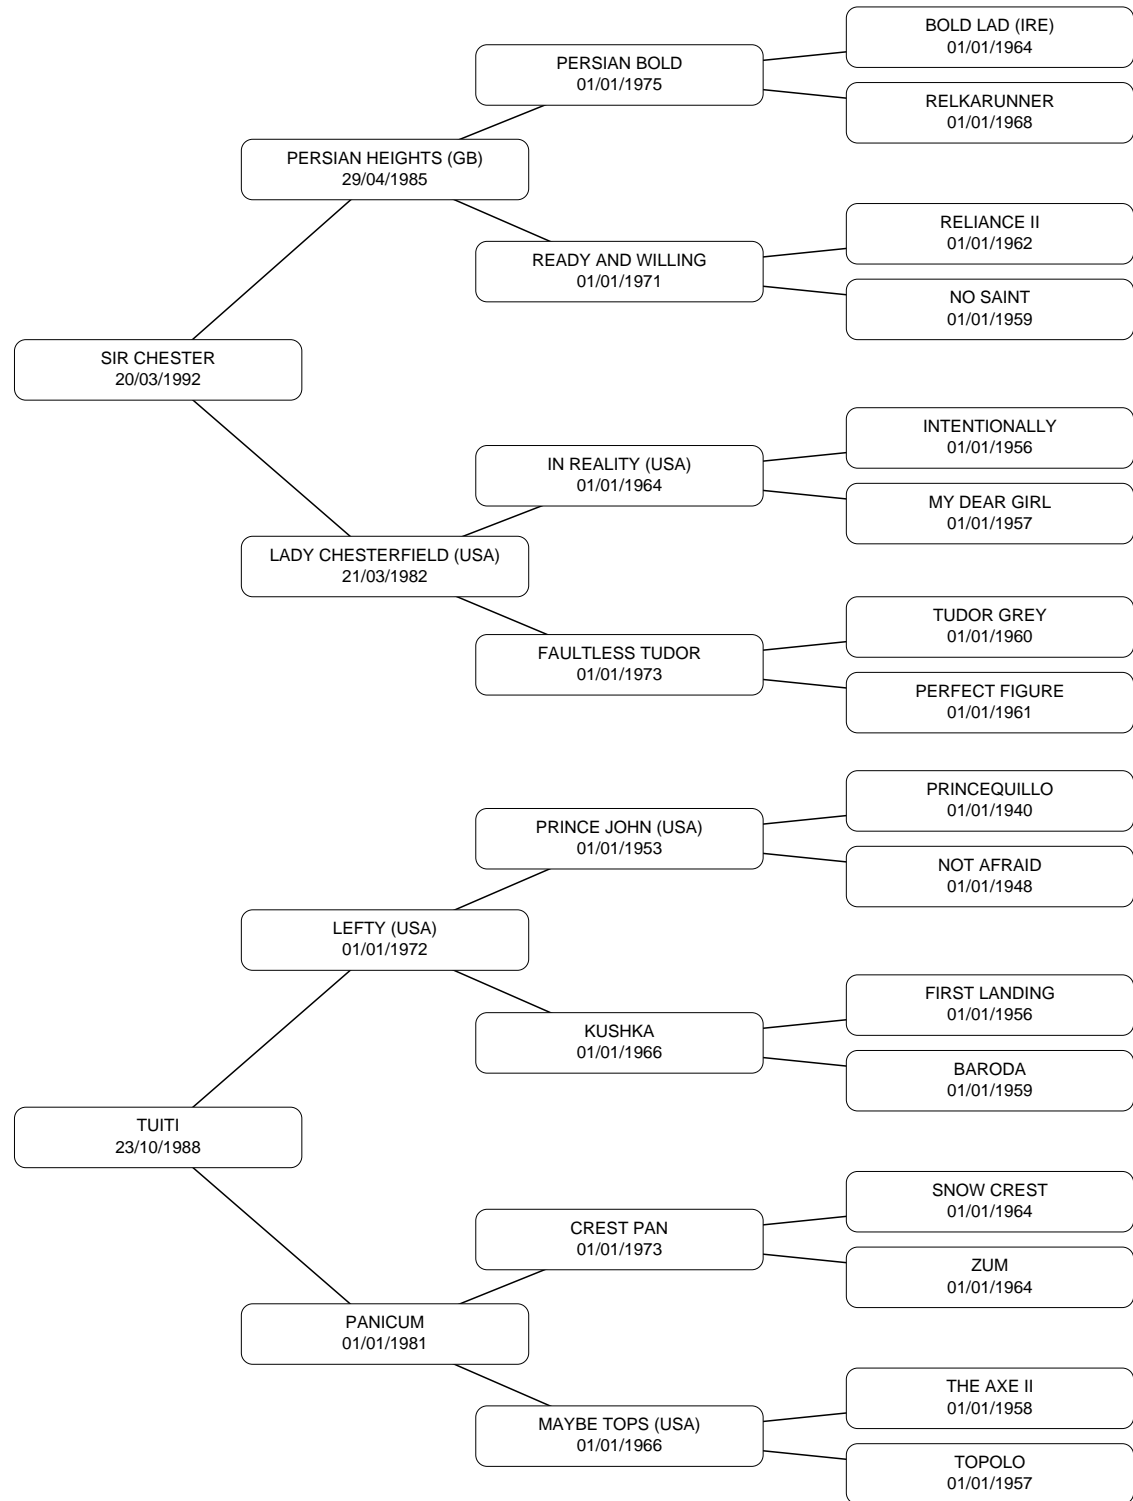 BOLD LAD (IRE)
01/01/1964
PERSIAN BOLD
01/01/1975
RELKARUNNER
01/01/1968
PERSIAN HEIGHTS (GB)
29/04/1985
RELIANCE II
01/01/1962
READY AND WILLING
01/01/1971
NO SAINT
01/01/1959
SIR CHESTER
20/03/1992
INTENTIONALLY
01/01/1956
IN REALITY (USA)
01/01/1964
MY DEAR GIRL
01/01/1957
LADY CHESTERFIELD (USA)
21/03/1982
TUDOR GREY
01/01/1960
FAULTLESS TUDOR
01/01/1973
PERFECT FIGURE
01/01/1961
PRINCEQUILLO
01/01/1940
PRINCE JOHN (USA)
01/01/1953
NOT AFRAID
01/01/1948
LEFTY (USA)
01/01/1972
FIRST LANDING
01/01/1956
KUSHKA
01/01/1966
BARODA
01/01/1959
TUITI
23/10/1988
SNOW CREST
01/01/1964
CREST PAN
01/01/1973
ZUM
01/01/1964
PANICUM
01/01/1981
THE AXE II
01/01/1958
MAYBE TOPS (USA)
01/01/1966
TOPOLO
01/01/1957